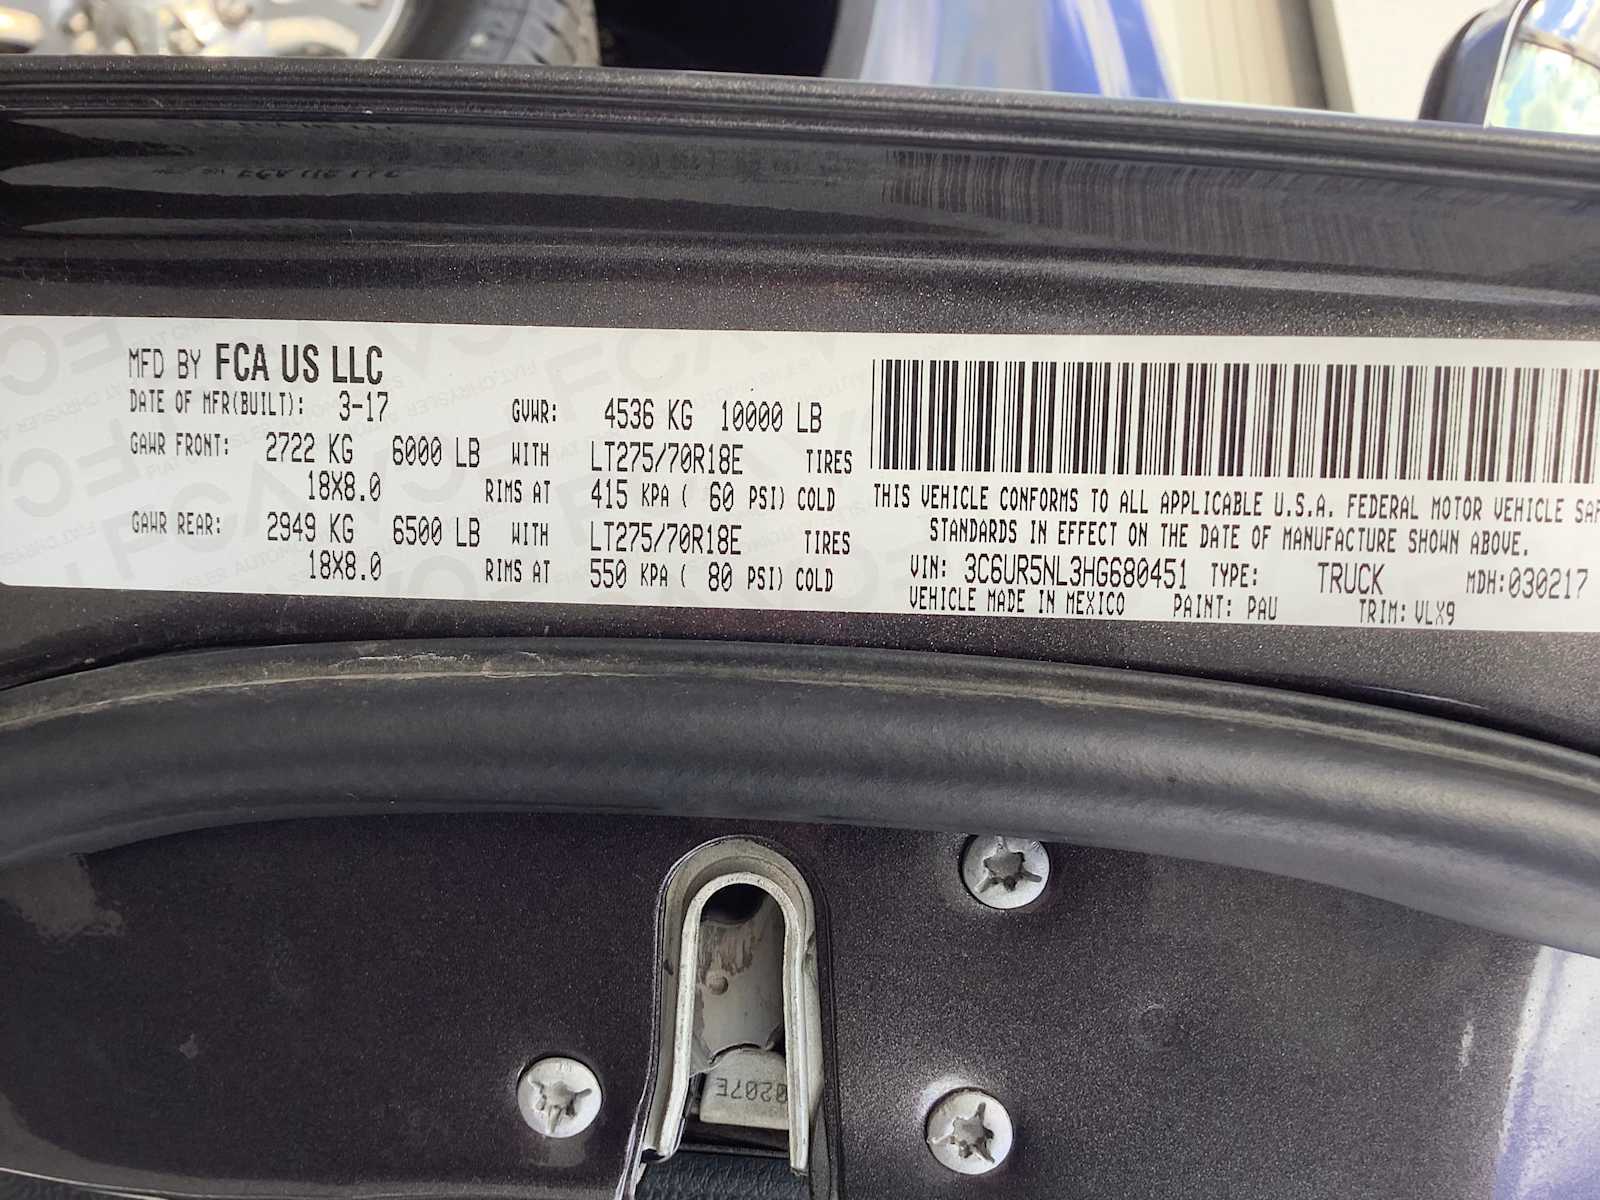 MFD BY FCA US LLC
DATE OF MFR(BUILT): 3-17 GVWR: 4536 KG 10000 LB
GAWR FRONT: 2722 KG 6000 LB WITH LT275/70R18E TIRES
18X8.0 RIMS AT 415 KPA ( 60 PSI) COLD
GAWR REAR: 2949 KG 6500 LB WITH LT275/70R18E TIRES
18X8.0 RIMS AT 550 KPA ( 80 PSI) COLD
THIS VEHICLE CONFORMS TO ALL APPLICABLE U.S.A. FEDERAL MOTOR VEHICLE SAF
STANDARDS IN EFFECT ON THE DATE OF MANUFACTURE SHOWN ABOVE.
VIN: 3C6UR5NL3HG680451 TYPE: TRUCK MDH:030217
VEHICLE MADE IN MEXICO PAINT: PAU TRIM: VLX9
0207E